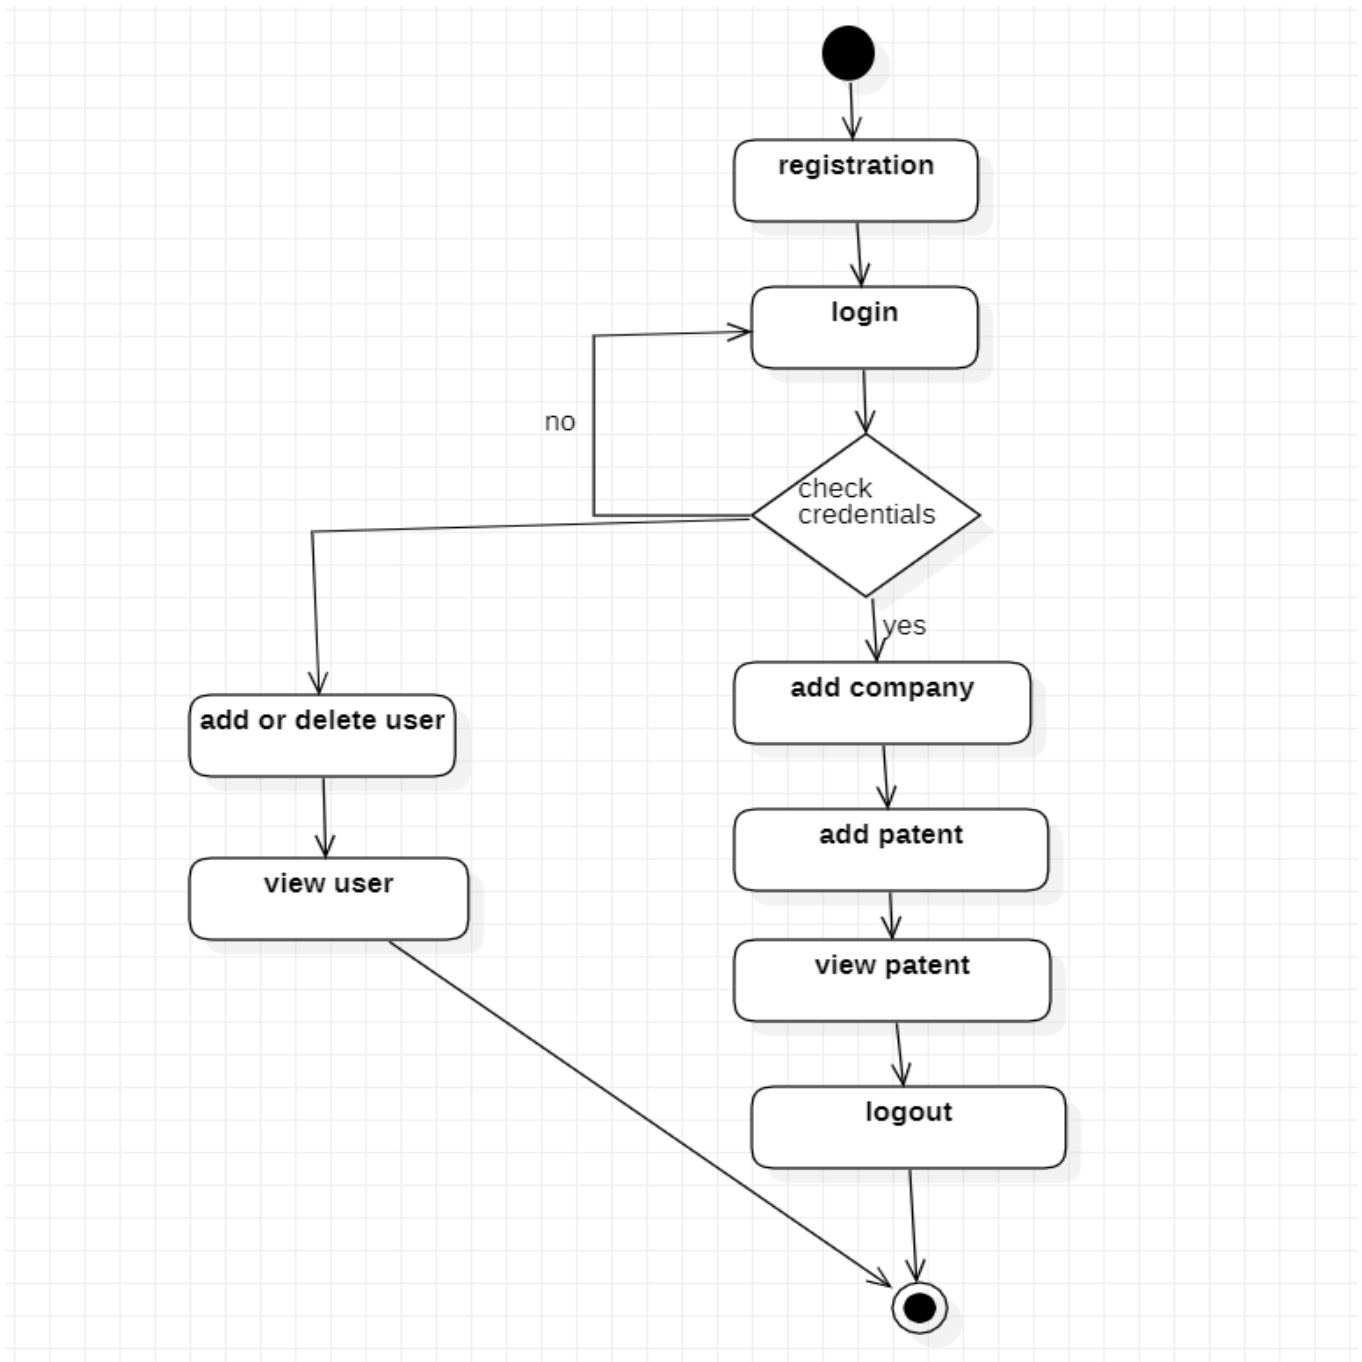 registration
login
no
check
credentials
yes
add company
add or delete user
add patent
view user
view patent
logout